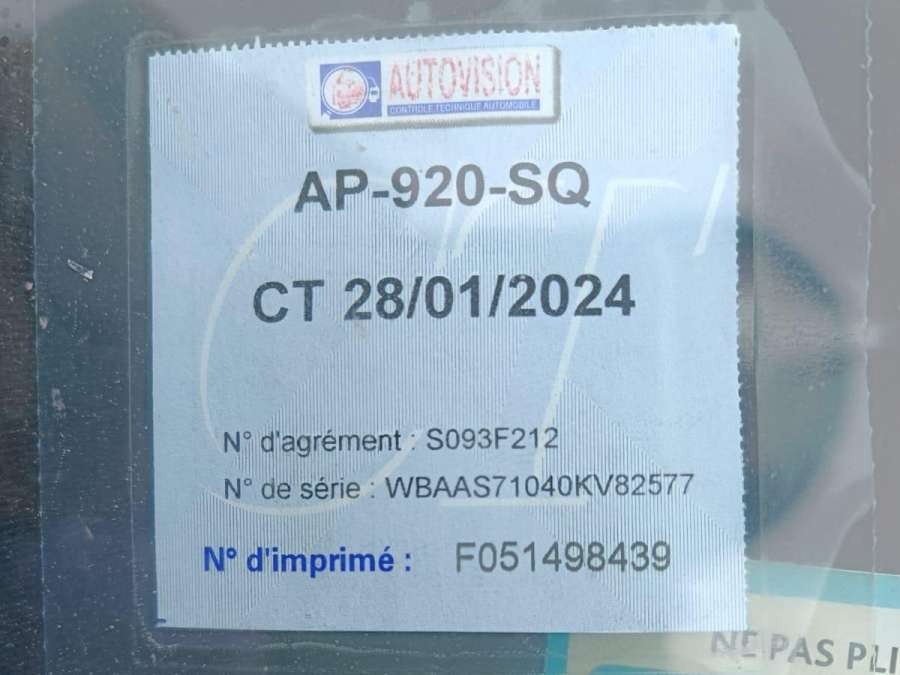 AUTOVISION
CONTROLE TECHNIQUE AUTOMOBILE
AP-920-SQ
CT 28/01/2024
N° d'agrément : S093F212
N° de série : WBAAS71040KV82577
N° d'imprimé : F051498439
NE PAS PLI